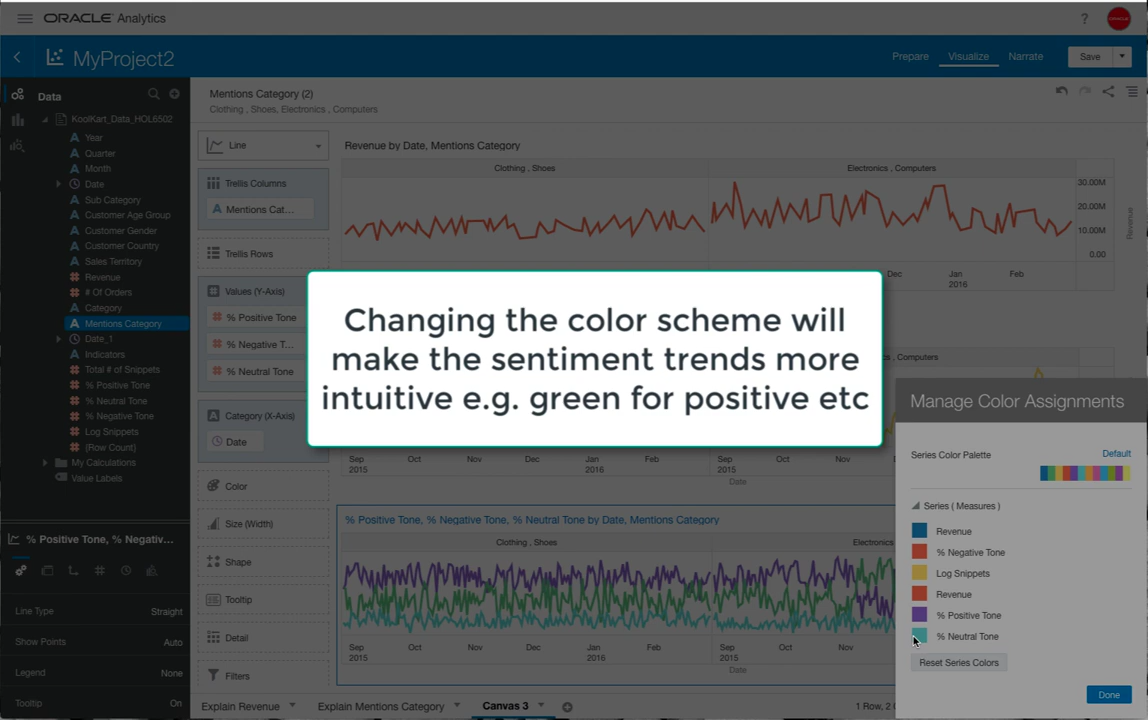 ORACLE Analytics
?
MyProject2
Prepare
Visualize
Narrate
Save
Data
KoolKart_Data_HOL6502
A Year
A Quarter
A Month
Date
A Sub Category
A Customer Age Group
A Customer Gender
A Customer Country
A Sales Territory
# Revenue
# # Of Orders
A Category
A Mentions Category
Date_1
A Indicators
# Total # of Snippets
# % Positive Tone
# % Neutral Tone
# % Negative Tone
# Log Snippets
# (Row Count)
My Calculations
Value Labels
% Positive Tone, % Negativ...
Line Type Straight
Show Points Auto
Legend None
Tooltip On
Mentions Category (2)
Clothing , Shoes, Electronics , Computers
Line
Trellis Columns
A Mentions Cat...
Trellis Rows
Values (Y-Axis)
# % Positive Tone
# % Negative T...
# % Neutral Tone
Category (X-Axis)
Date
Color
Size (Width)
Shape
Tooltip
Detail
Filters
Revenue by Date, Mentions Category
Clothing , Shoes
Electronics , Computers
30.00M
20.00M
10.00M
0.00
Revenue
Dec Jan Feb
2016
Changing the color scheme will
make the sentiment trends more
intuitive e.g. green for positive etc
s , Computers
Sep Oct Nov Dec Jan Feb Sep Oct Nov
2015 2016 2015
Date
% Positive Tone, % Negative Tone, % Neutral Tone by Date, Mentions Category
Clothing , Shoes
Electronics
Sep Oct Nov Dec Jan Feb Sep Oct Nov
2015 2016 2015
Date
Manage Color Assignments
Series Color Palette
Default
Series ( Measures )
Revenue
% Negative Tone
Log Snippets
Revenue
% Positive Tone
% Neutral Tone
Reset Series Colors
Done
Explain Revenue
Explain Mentions Category
Canvas 3